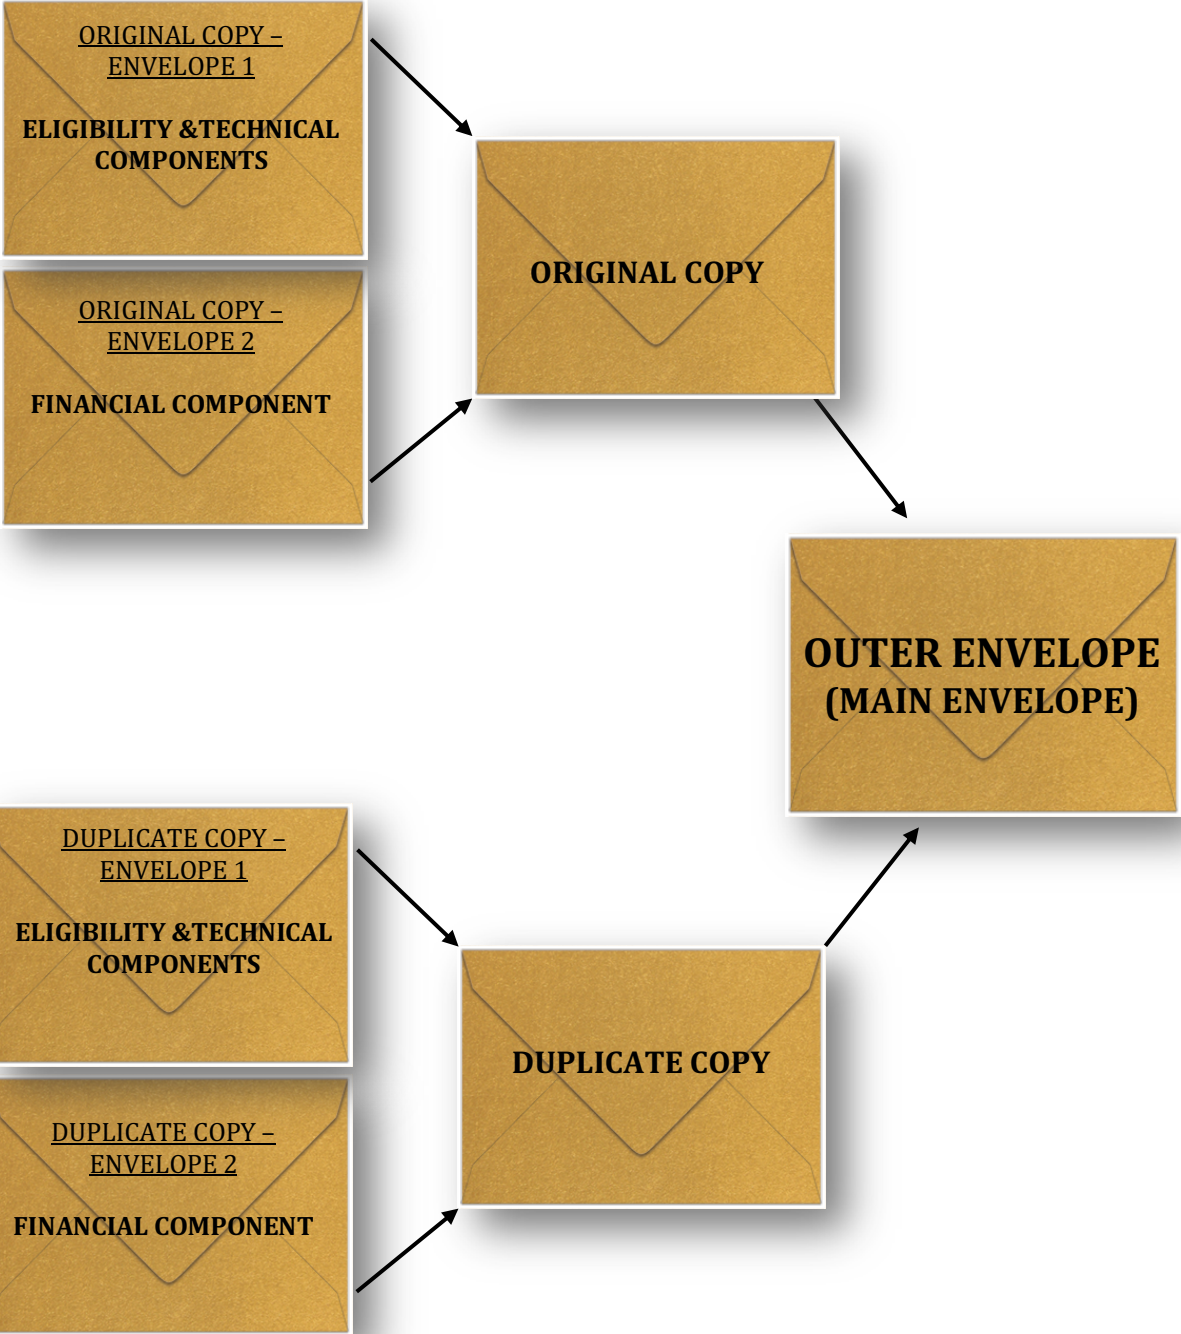 ORIGINAL COPY –
ENVELOPE 1
ELIGIBILITY &TECHNICAL
COMPONENTS
ORIGINAL COPY –
ENVELOPE 2
FINANCIAL COMPONENT
ORIGINAL COPY
OUTER ENVELOPE
(MAIN ENVELOPE)
DUPLICATE COPY –
ENVELOPE 1
ELIGIBILITY &TECHNICAL
COMPONENTS
DUPLICATE COPY –
ENVELOPE 2
FINANCIAL COMPONENT
DUPLICATE COPY